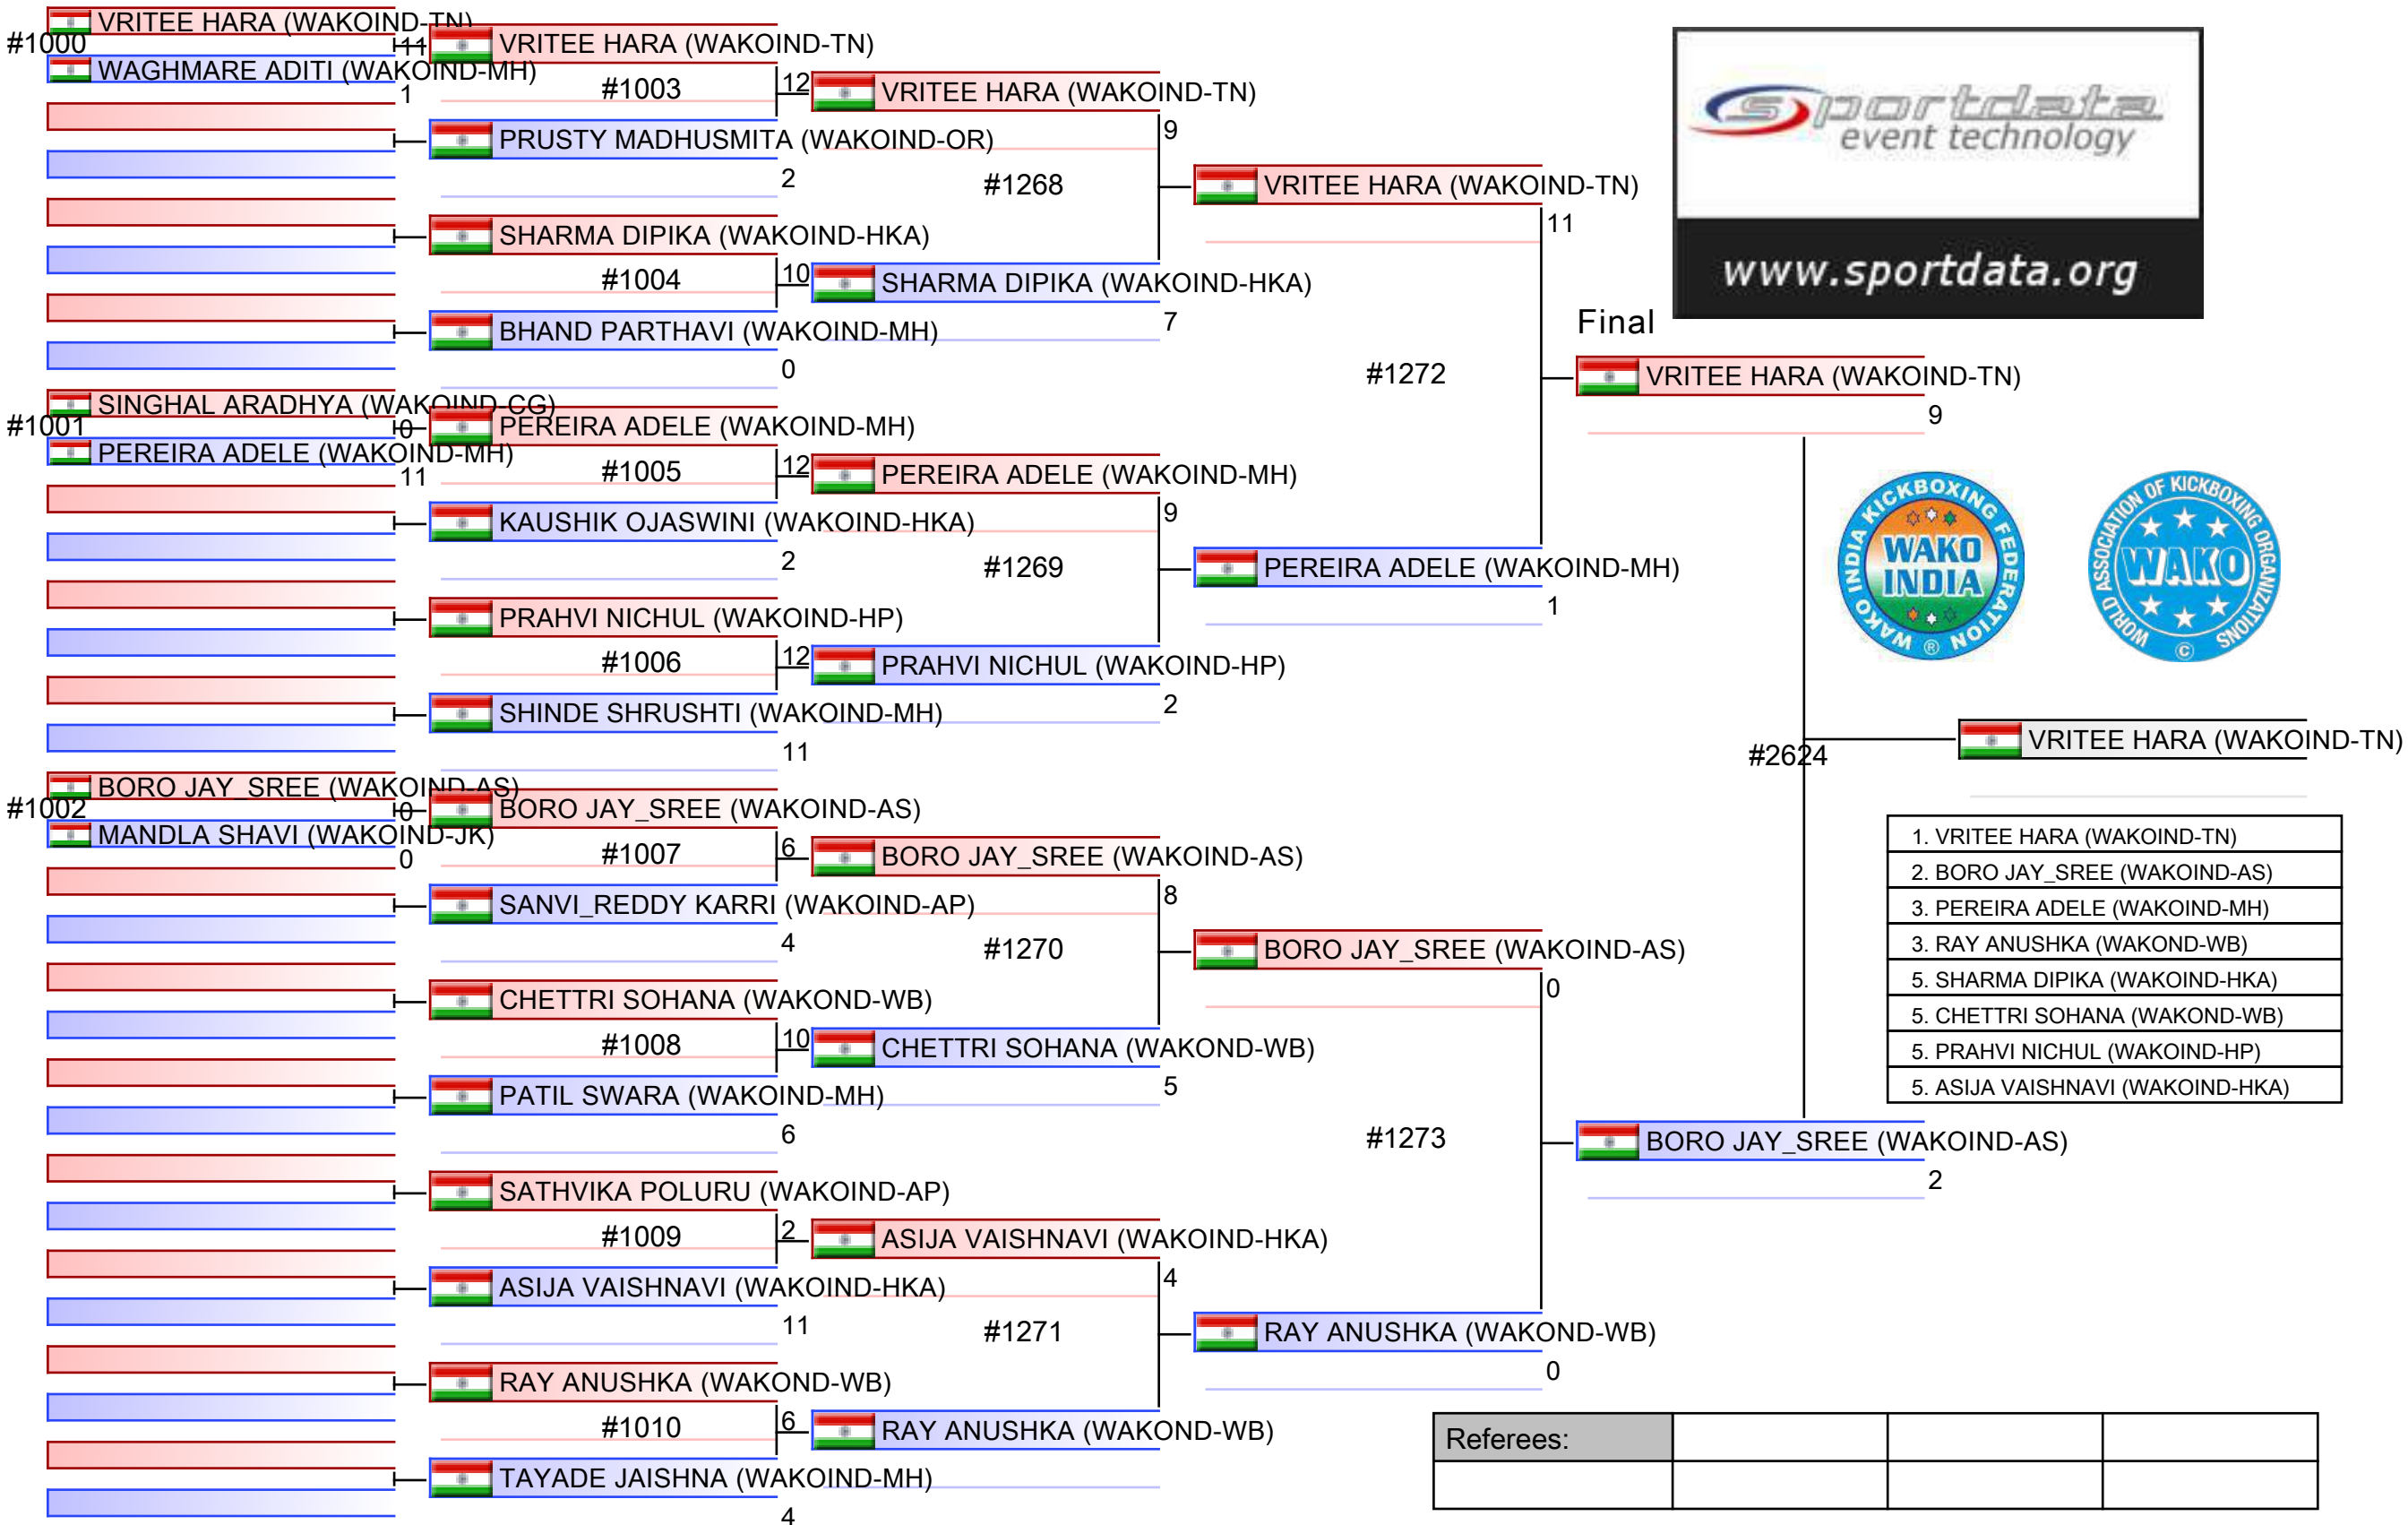 VRITEE HARA (WAKOIND-TN)
#1000
11
WAGHMARE ADITI (WAKOIND-MH)
1
SINGHAL ARADHYA (WAKOIND-CG)
#1001
0
PEREIRA ADELE (WAKOIND-MH)
11
BORO JAY_SREE (WAKOIND-AS)
#1002
0
MANDLA SHAVI (WAKOIND-JK)
0
VRITEE HARA (WAKOIND-TN)
#1003
12
PRUSTY MADHUSMITA (WAKOIND-OR)
2
SHARMA DIPIKA (WAKOIND-HKA)
#1004
10
BHAND PARTHAVI (WAKOIND-MH)
0
PEREIRA ADELE (WAKOIND-MH)
#1005
12
KAUSHIK OJASWINI (WAKOIND-HKA)
2
PRAHVI NICHUL (WAKOIND-HP)
#1006
12
SHINDE SHRUSHTI (WAKOIND-MH)
11
BORO JAY_SREE (WAKOIND-AS)
#1007
6
SANVI_REDDY KARRI (WAKOIND-AP)
4
CHETTRI SOHANA (WAKOND-WB)
#1008
10
PATIL SWARA (WAKOIND-MH)
6
SATHVIKA POLURU (WAKOIND-AP)
#1009
2
ASIJA VAISHNAVI (WAKOIND-HKA)
11
RAY ANUSHKA (WAKOND-WB)
#1010
6
TAYADE JAISHNA (WAKOIND-MH)
4
VRITEE HARA (WAKOIND-TN)
9
#1268
SHARMA DIPIKA (WAKOIND-HKA)
7
PEREIRA ADELE (WAKOIND-MH)
9
#1269
PRAHVI NICHUL (WAKOIND-HP)
2
BORO JAY_SREE (WAKOIND-AS)
8
#1270
CHETTRI SOHANA (WAKOND-WB)
5
ASIJA VAISHNAVI (WAKOIND-HKA)
4
#1271
RAY ANUSHKA (WAKOND-WB)
VRITEE HARA (WAKOIND-TN)
11
#1272
PEREIRA ADELE (WAKOIND-MH)
1
BORO JAY_SREE (WAKOIND-AS)
0
#1273
RAY ANUSHKA (WAKOND-WB)
0
sportdata
event technology
www.sportdata.org
Final
VRITEE HARA (WAKOIND-TN)
9
WAKO INDIA KICKBOXING FEDERATION
WAKO
INDIA
®
WORLD ASSOCIATION OF KICKBOXING ORGANIZATIONS
WAKO
©
#2624
VRITEE HARA (WAKOIND-TN)
BORO JAY_SREE (WAKOIND-AS)
2
1. VRITEE HARA (WAKOIND-TN)
2. BORO JAY_SREE (WAKOIND-AS)
3. PEREIRA ADELE (WAKOIND-MH)
3. RAY ANUSHKA (WAKOND-WB)
5. SHARMA DIPIKA (WAKOIND-HKA)
5. CHETTRI SOHANA (WAKOND-WB)
5. PRAHVI NICHUL (WAKOIND-HP)
5. ASIJA VAISHNAVI (WAKOIND-HKA)
Referees: